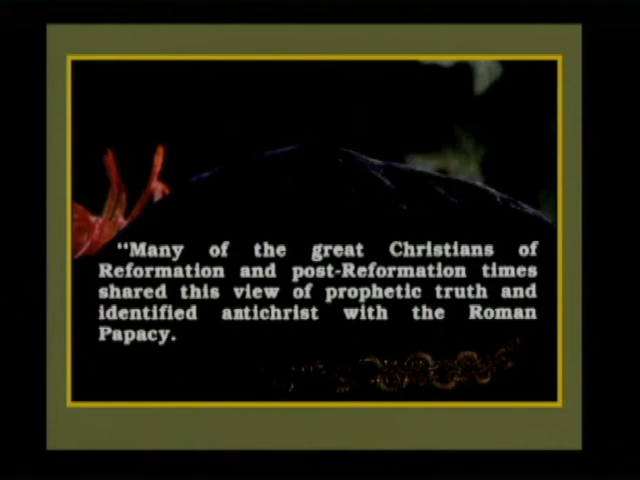 "Many of the great Christians of
Reformation and post-Reformation times
shared this view of prophetic truth and
identified antichrist with the Roman
Papacy.